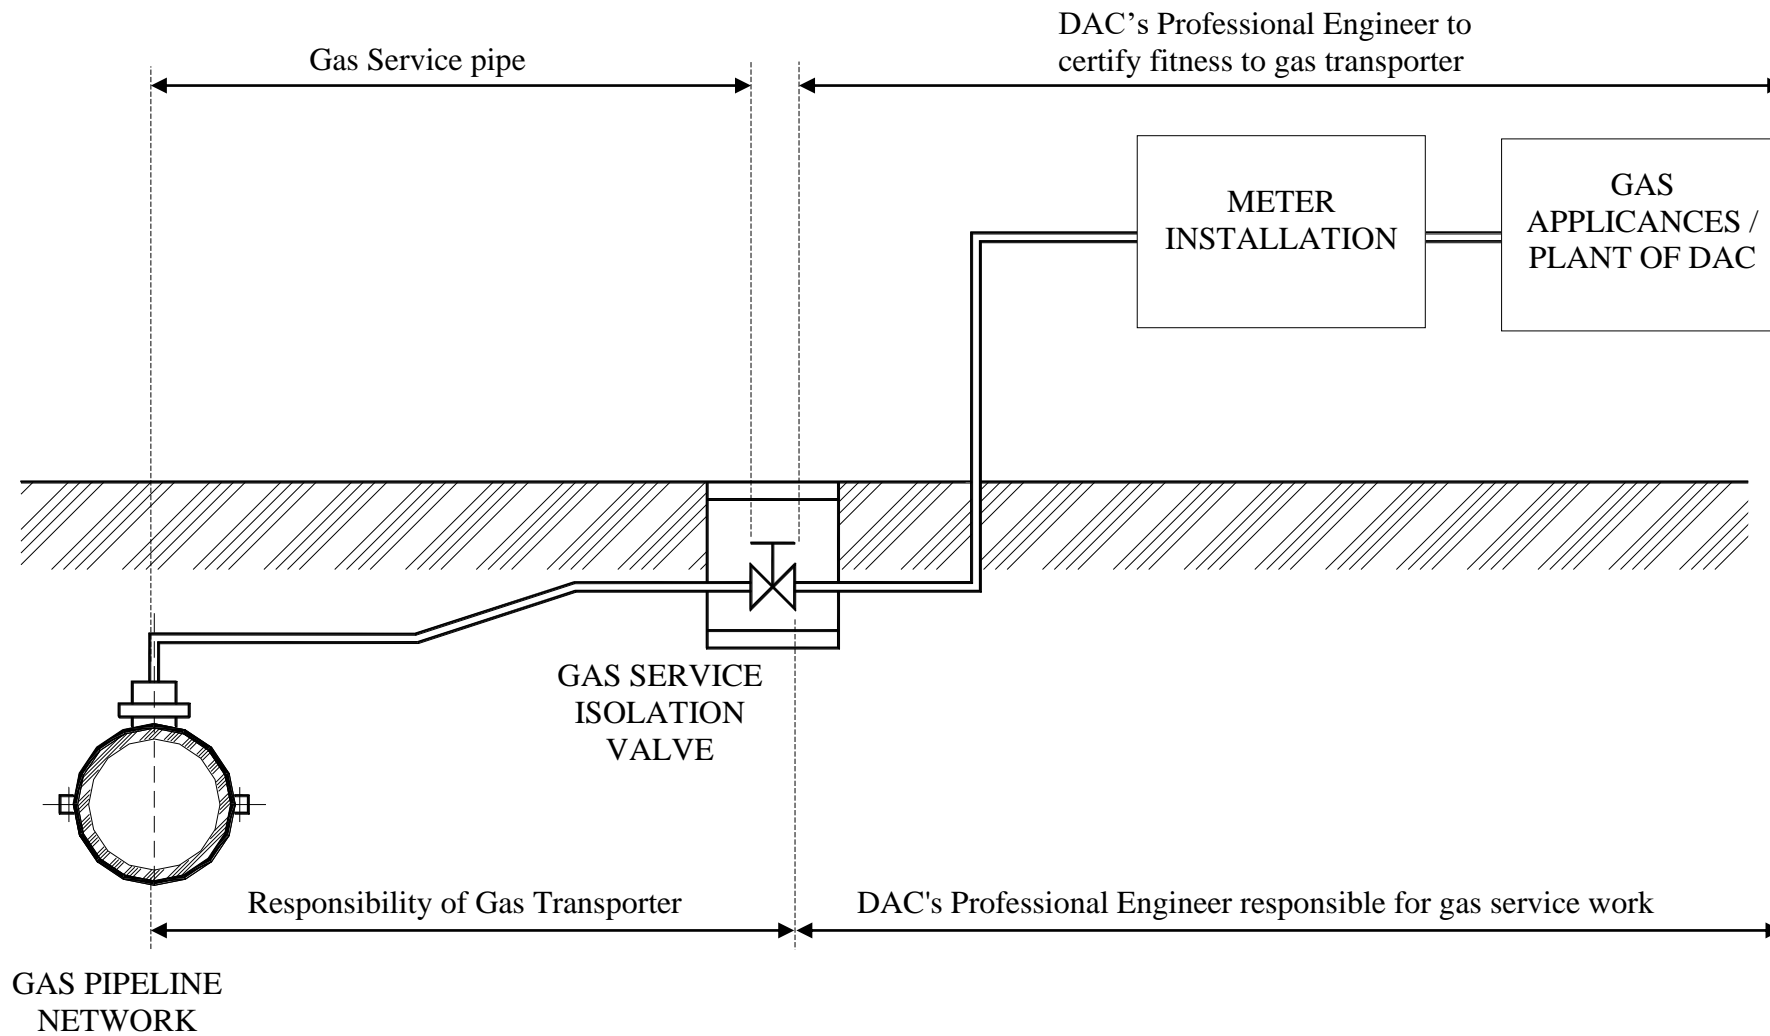 Gas Service pipe
DAC’s Professional Engineer to
certify fitness to gas transporter
METER
INSTALLATION
GAS
APPLICANCES /
PLANT OF DAC
GAS SERVICE
ISOLATION
VALVE
Responsibility of Gas Transporter
DAC's Professional Engineer responsible for gas service work
GAS PIPELINE
NETWORK